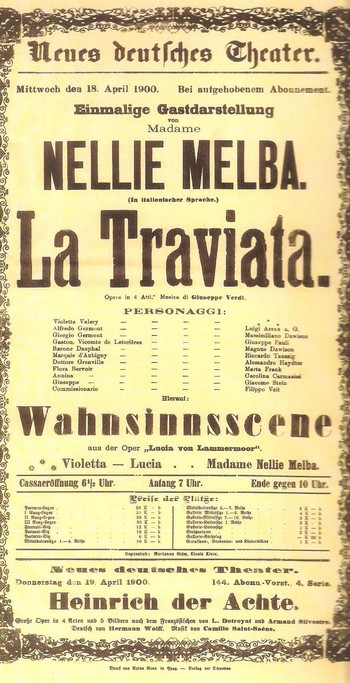 Neues deutsches Theater.
Mittwoch den 18. April 1900. Bei aufgehobenem Abonnement.
Einmalige Gastdarstellung
von
Madame
NELLIE MELBA.
(In italienischer Sprache.)
La Traviata.
Opera in 4 Atti. Musica di Giuseppe Verdi.
PERSONAGGI:
Violetta Valery — — — —
Alfredo Germont — — — — Luigi Arens a. G.
Giorgio Germont — — — — Massimiliano Dawison
Gaston, Visconte de Letorières — — — Giuseppe Pauli
Barone Dauphal — — — — Magnus Dawison
Marquis d'Aubigny — — — — Riccardo Taussig
Dottore Grenville — — — — Alessandro Haydter
Flora Bervoir — — — — Marta Frank
Annina — — — — Carolina Carmasini
Giuseppe — — — — Giacomo Stein
Commissionario — — — — Filippo Veit
Hierauf:
Wahnsinnsscene
aus der Oper „Lucia von Lammermoor".
Violetta — Lucia . . Madame Nellie Melba.
Cassaeröffnung 6½ Uhr. Anfang 7 Uhr. Ende gegen 10 Uhr.
Preise der Plätze:
Neues deutsches Theater.
Donnerstag den 19. April 1900. 144. Abonn.-Vorst. 4. Serie.
Heinrich der Achte.
Große Oper in 4 Acten und 5 Bildern nach dem Französischen von L. Detroyat und Armand Silvestre.
Deutsch von Hermann Wolff. Musik von Camille Saint-Saëns.